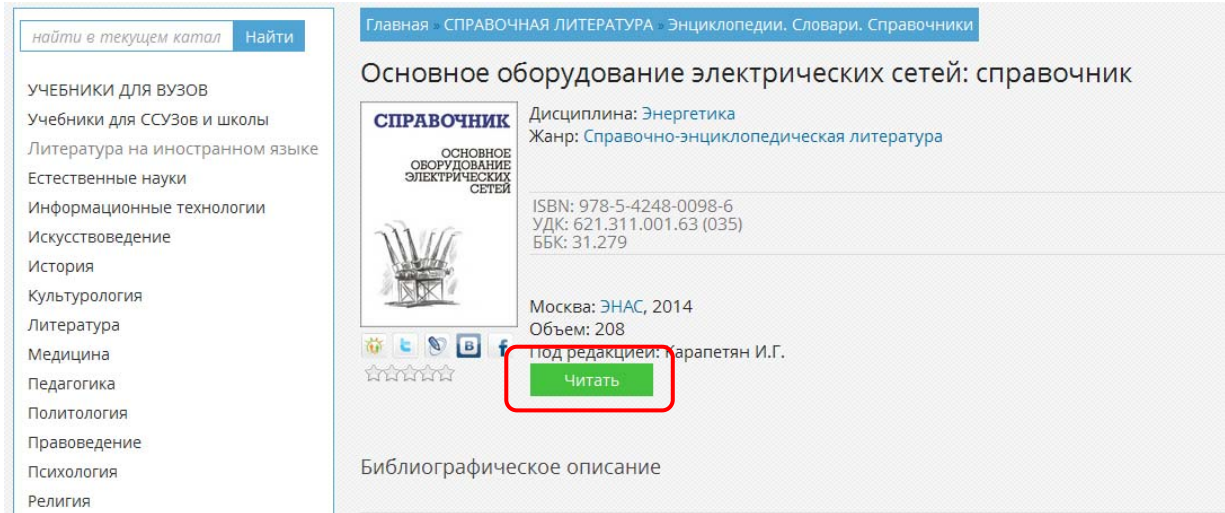 найти в текущем катал
Найти
УЧЕБНИКИ ДЛЯ ВУЗОВ
Учебники для ССУЗов и школы
Литература на иностранном языке
Естественные науки
Информационные технологии
Искусствоведение
История
Культурология
Литература
Медицина
Педагогика
Политология
Правоведение
Психология
Религия
Главная » СПРАВОЧНАЯ ЛИТЕРАТУРА » Энциклопедии. Словари. Справочники
Основное оборудование электрических сетей: справочник
СПРАВОЧНИК
ОСНОВНОЕ
ОБОРУДОВАНИЕ
ЭЛЕКТРИЧЕСКИХ
СЕТЕЙ
Дисциплина: Энергетика
Жанр: Справочно-энциклопедическая литература
ISBN: 978-5-4248-0098-6
УДК: 621.311.001.63 (035)
ББК: 31.279
Москва: ЭНАС, 2014
Объем: 208
Под редакцией: Карапетян И.Г.
Читать
Библиографическое описание